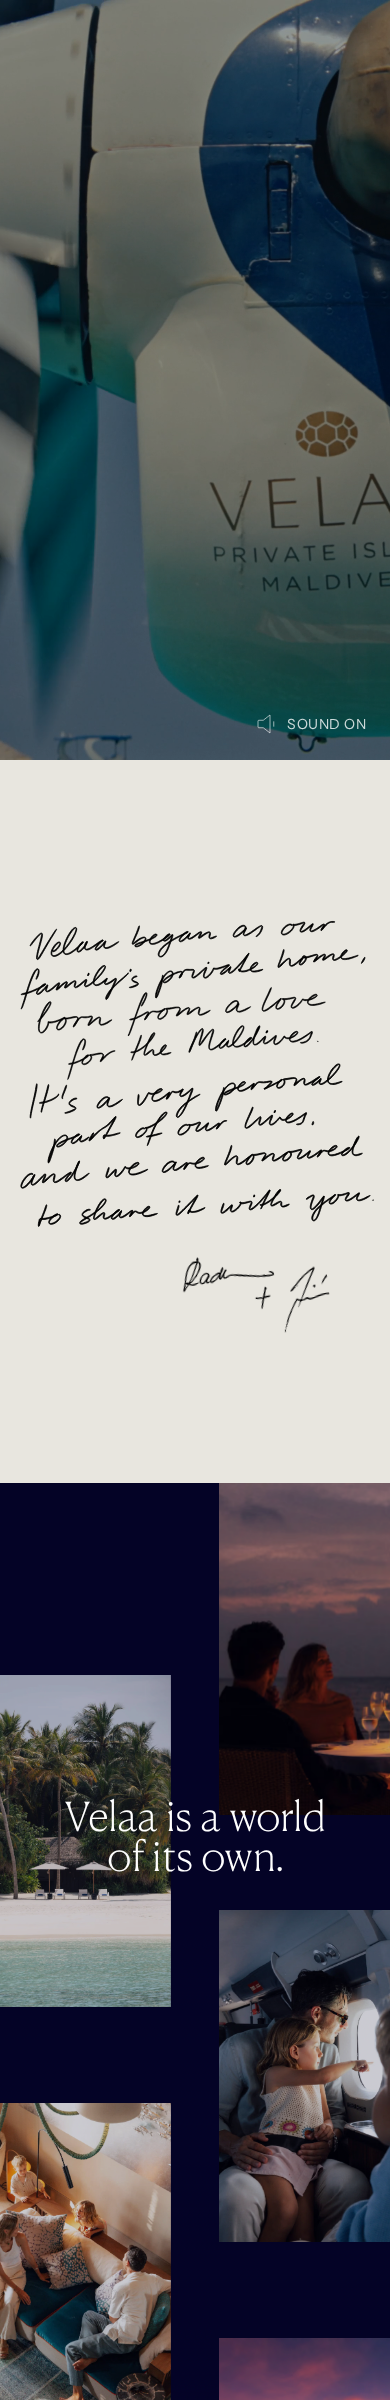 VELA
PRIVATE ISL
MALDIVE
SOUND ON
Velaa began as our
family's private home,
born from a love
for the Maldives.
It's a very personal
part of our lives,
and we are honoured
to share it with you.
+ Jiří
Velaa is a world
of its own.